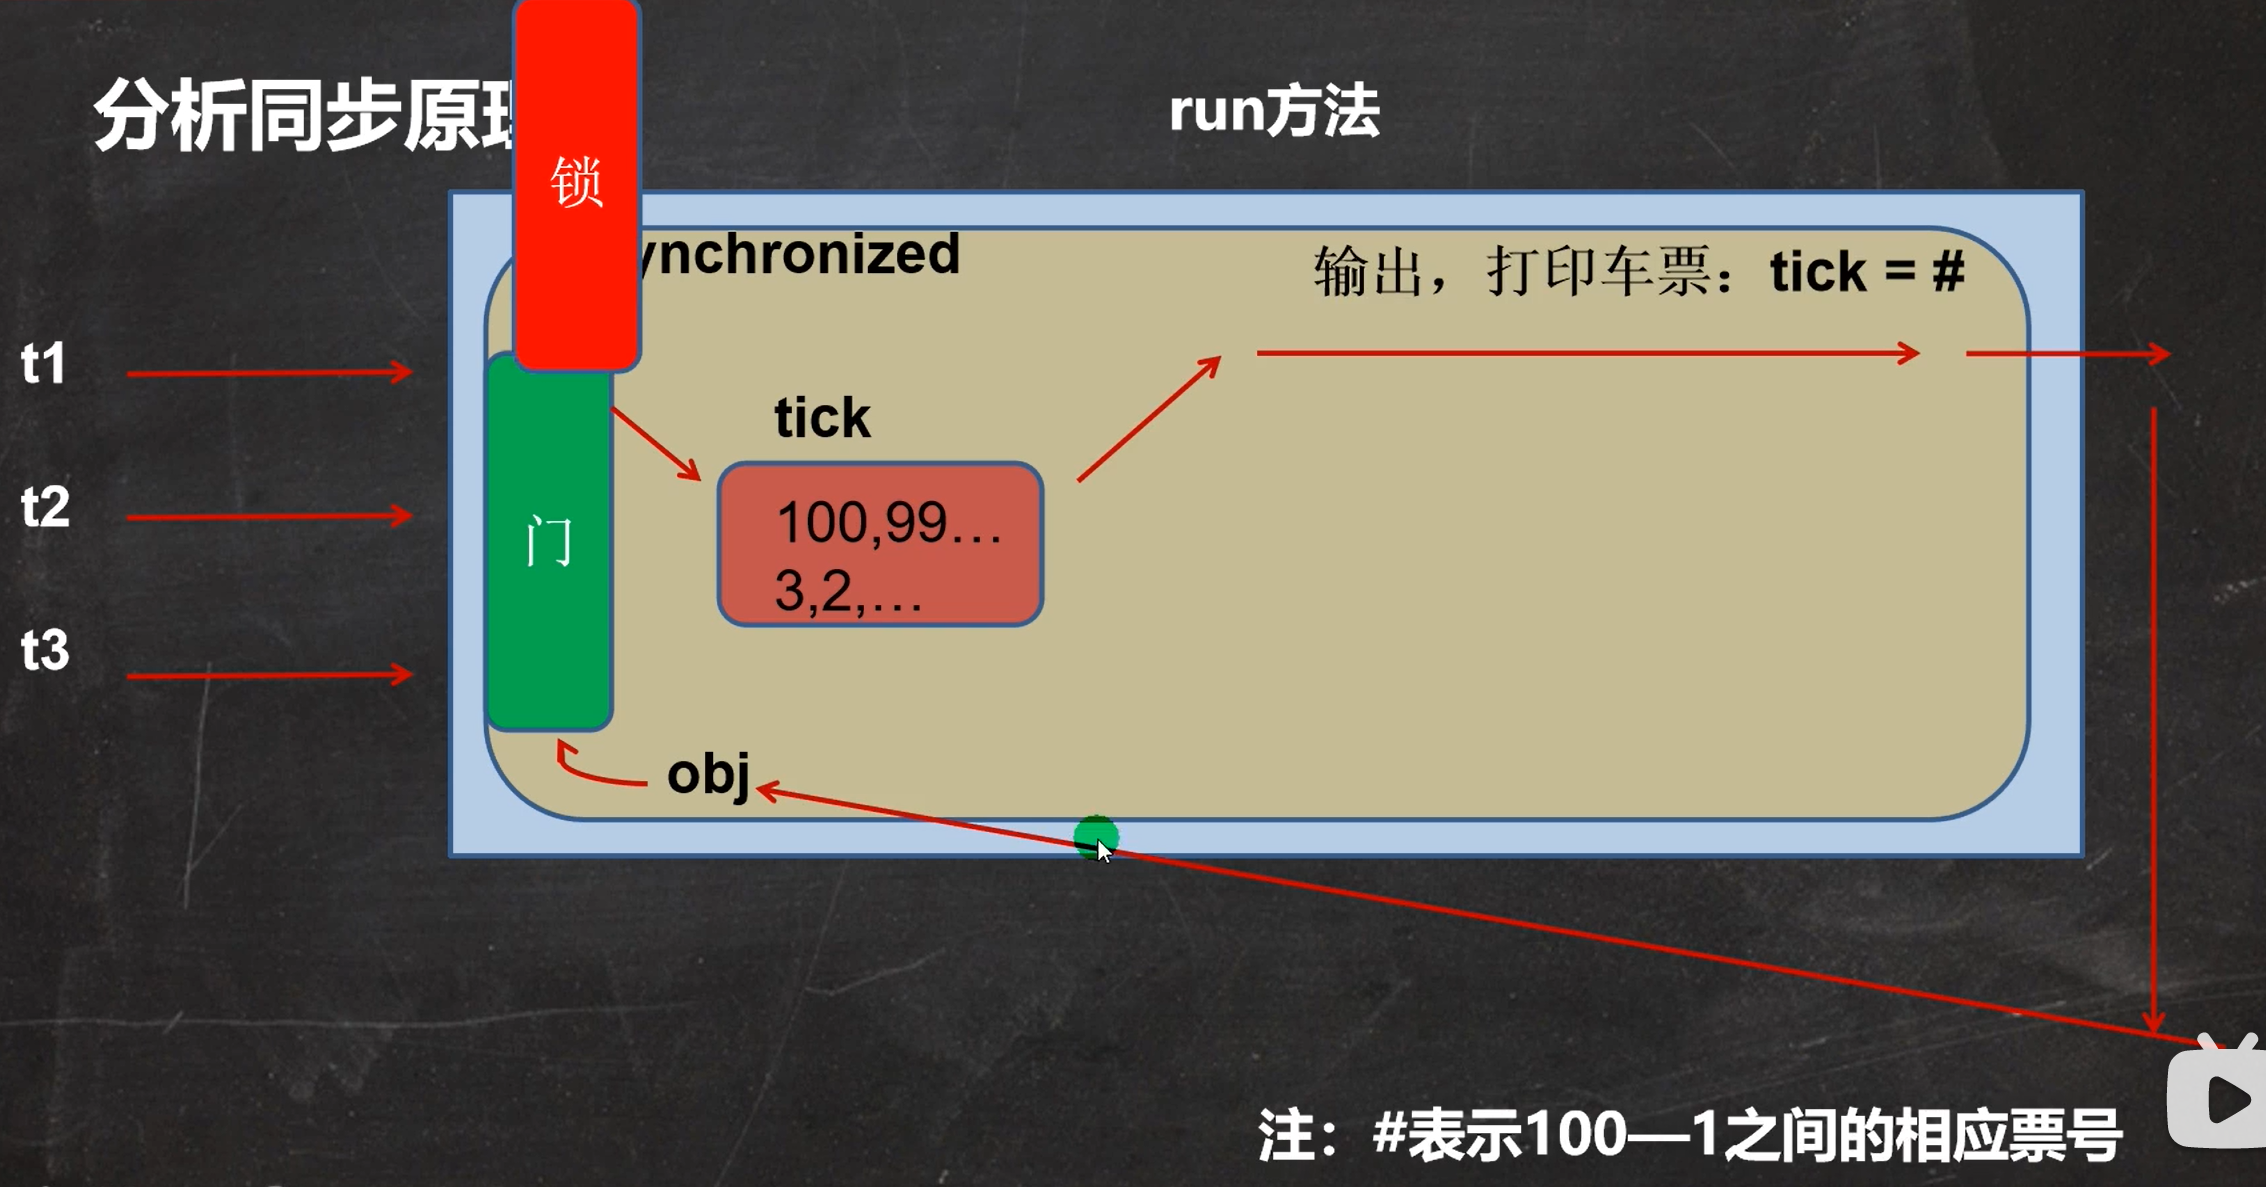 分析同步原理
run方法
锁
ynchronized
输出，打印车票：tick = #
t1
tick
t2
100,99…
3,2,…
门
t3
obj
注：#表示100—1之间的相应票号